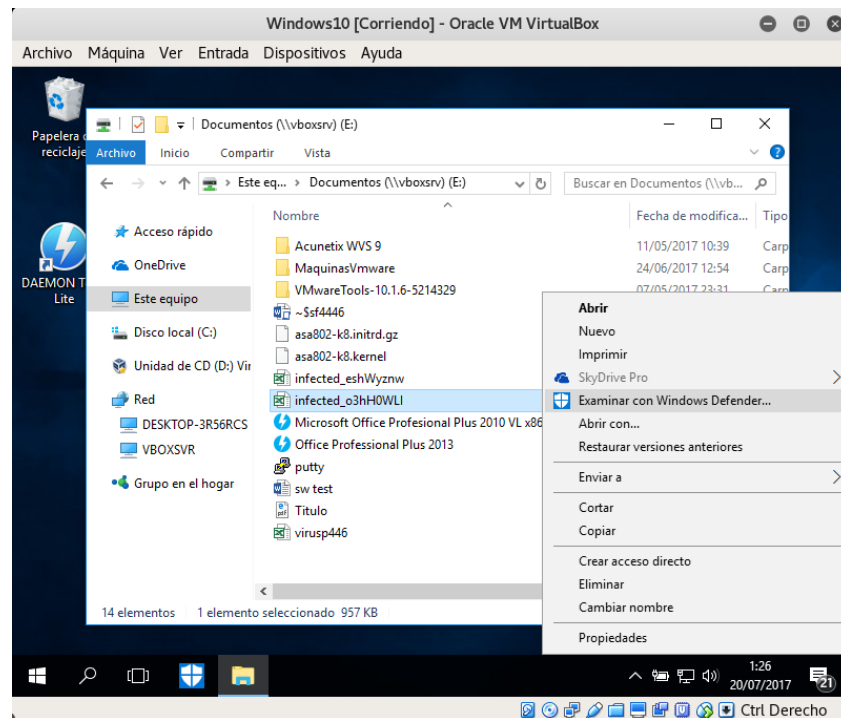 Windows10 [Corriendo] - Oracle VM VirtualBox
Archivo Máquina Ver Entrada Dispositivos Ayuda
Papelera
reciclaje
DAEMON T
Lite
Documentos (\\vboxsrv) (E:)
Archivo Inicio Compartir Vista
Este eq... Documentos (\\vboxsrv) (E:)
Buscar en Documentos (\\vb...
Acceso rápido
OneDrive
Este equipo
Disco local (C:)
Unidad de CD (D:) Vir
Red
DESKTOP-3R56RCS
VBOXSVR
Grupo en el hogar
Nombre Fecha de modifica... Tipo
Acunetix WVS 9 11/05/2017 10:39 Carp
MaquinasVmware 24/06/2017 12:54 Carp
VMwareTools-10.1.6-5214329 07/05/2017 23:31 Carp
~$sf4446
asa802-k8.initrd.gz
asa802-k8.kernel
infected_eshWyznw
infected_o3hH0WLI
Microsoft Office Profesional Plus 2010 VL x86
Office Professional Plus 2013
putty
sw test
Titulo
virusp446
14 elementos 1 elemento seleccionado 957 KB
Abrir
Nuevo
Imprimir
SkyDrive Pro
Examinar con Windows Defender...
Abrir con...
Restaurar versiones anteriores
Enviar a
Cortar
Copiar
Crear acceso directo
Eliminar
Cambiar nombre
Propiedades
1:26
20/07/2017
21
Ctrl Derecho